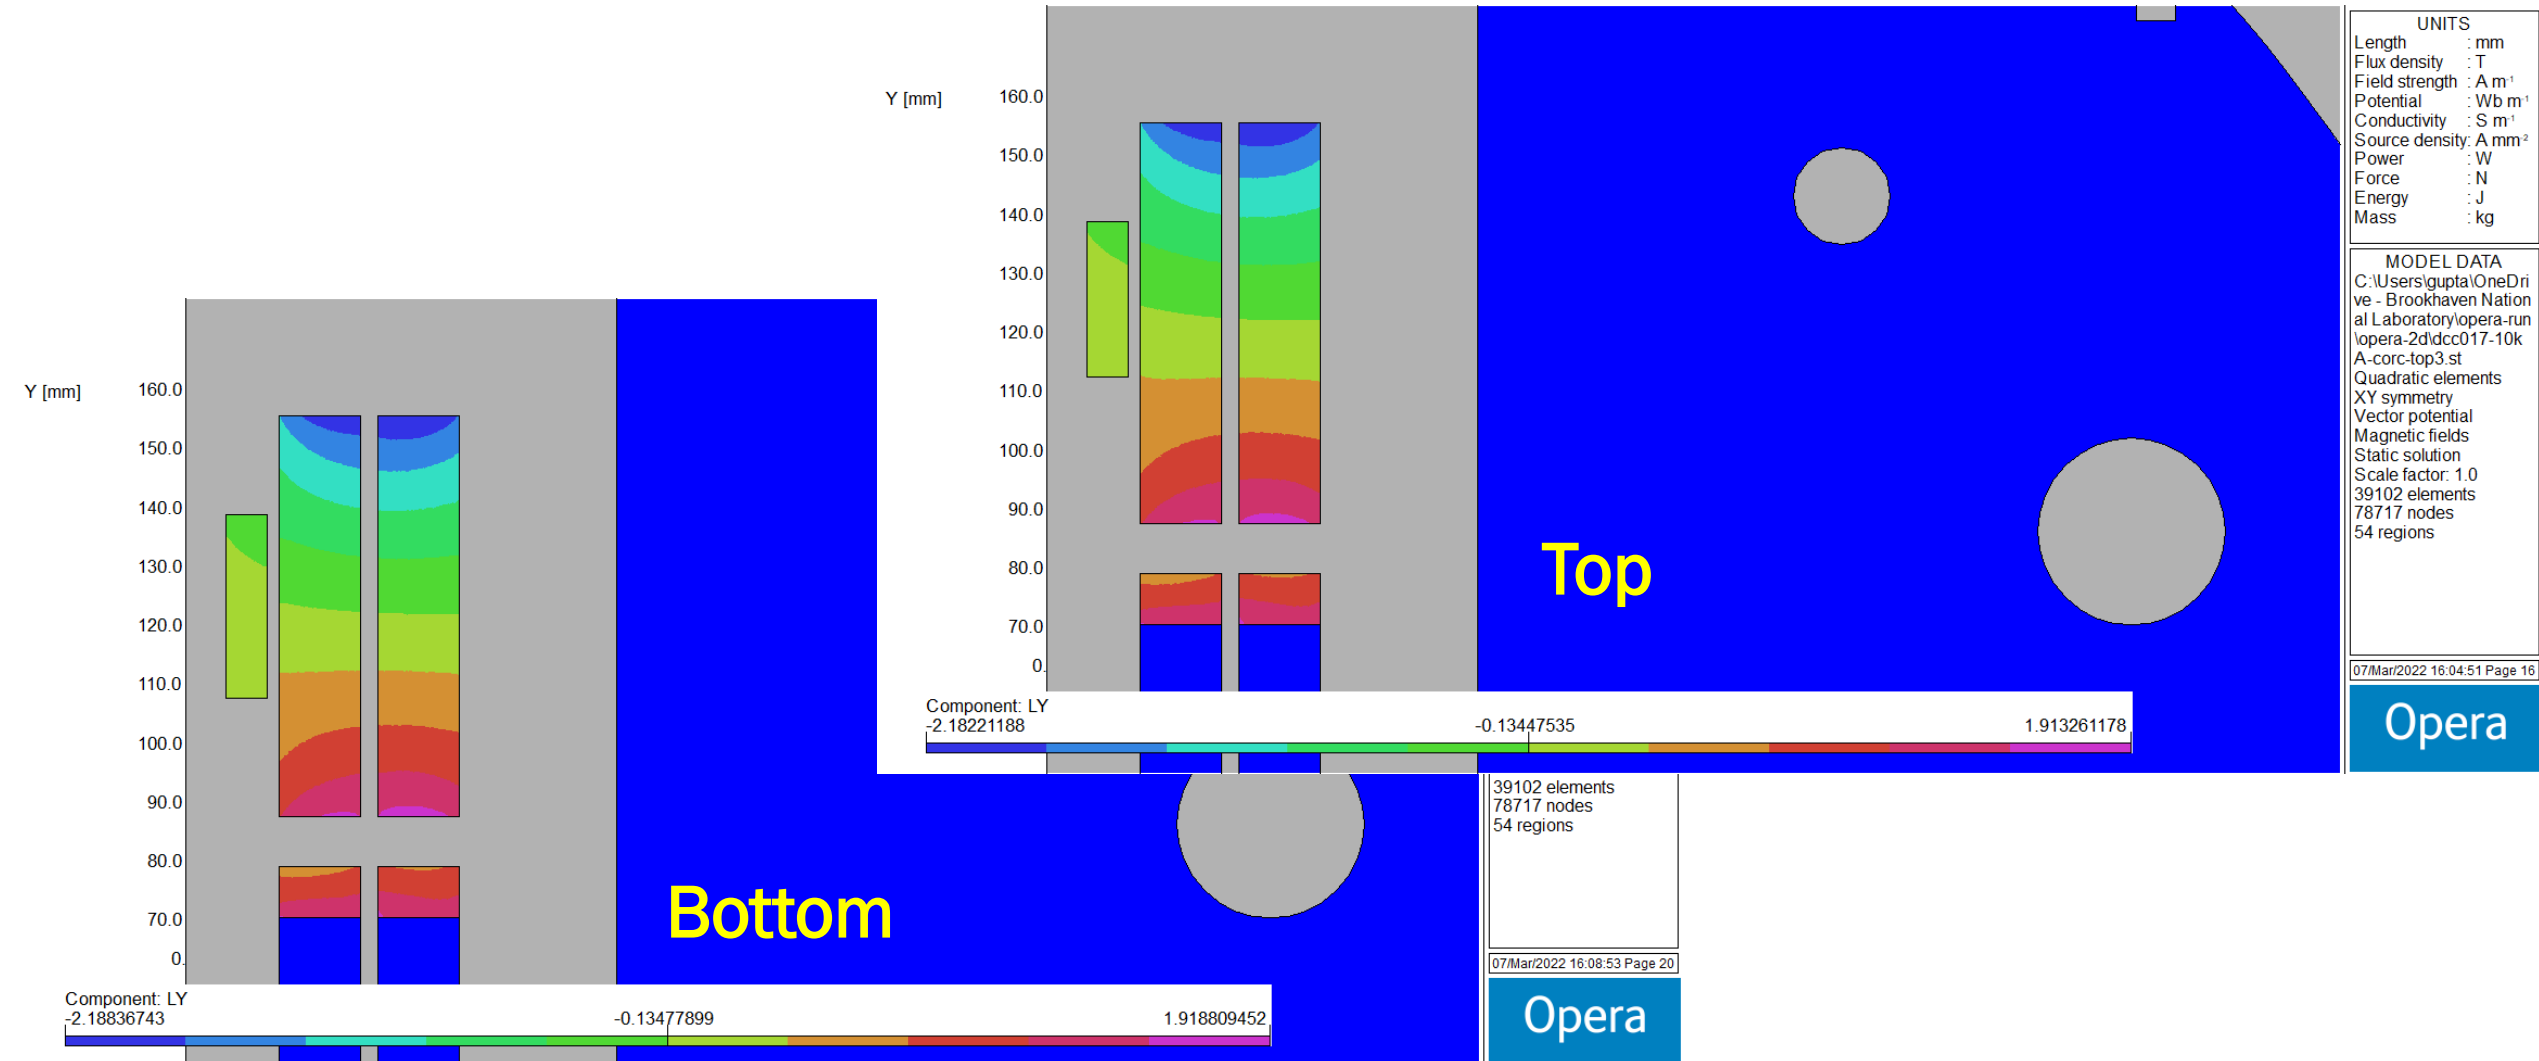 Y [mm]
160.0
150.0
140.0
130.0
120.0
110.0
100.0
90.0
80.0
70.0
0.
Top
Component: LY
-2.18221188
-0.13447535
1.913261178
UNITS
Length : mm
Flux density : T
Field strength : A m⁻¹
Potential : Wb m⁻¹
Conductivity : S m⁻¹
Source density: A mm⁻²
Power : W
Force : N
Energy : J
Mass : kg
MODEL DATA
C:\Users\gupta\OneDri
ve - Brookhaven Nation
al Laboratory\opera-run
\opera-2d\dcc017-10k
A-corc-top3.st
Quadratic elements
XY symmetry
Vector potential
Magnetic fields
Static solution
Scale factor: 1.0
39102 elements
78717 nodes
54 regions
07/Mar/2022 16:04:51 Page 16
Opera
Y [mm]
160.0
150.0
140.0
130.0
120.0
110.0
100.0
90.0
80.0
70.0
0.
Bottom
Component: LY
-2.18836743
-0.13477899
1.918809452
39102 elements
78717 nodes
54 regions
07/Mar/2022 16:08:53 Page 20
Opera